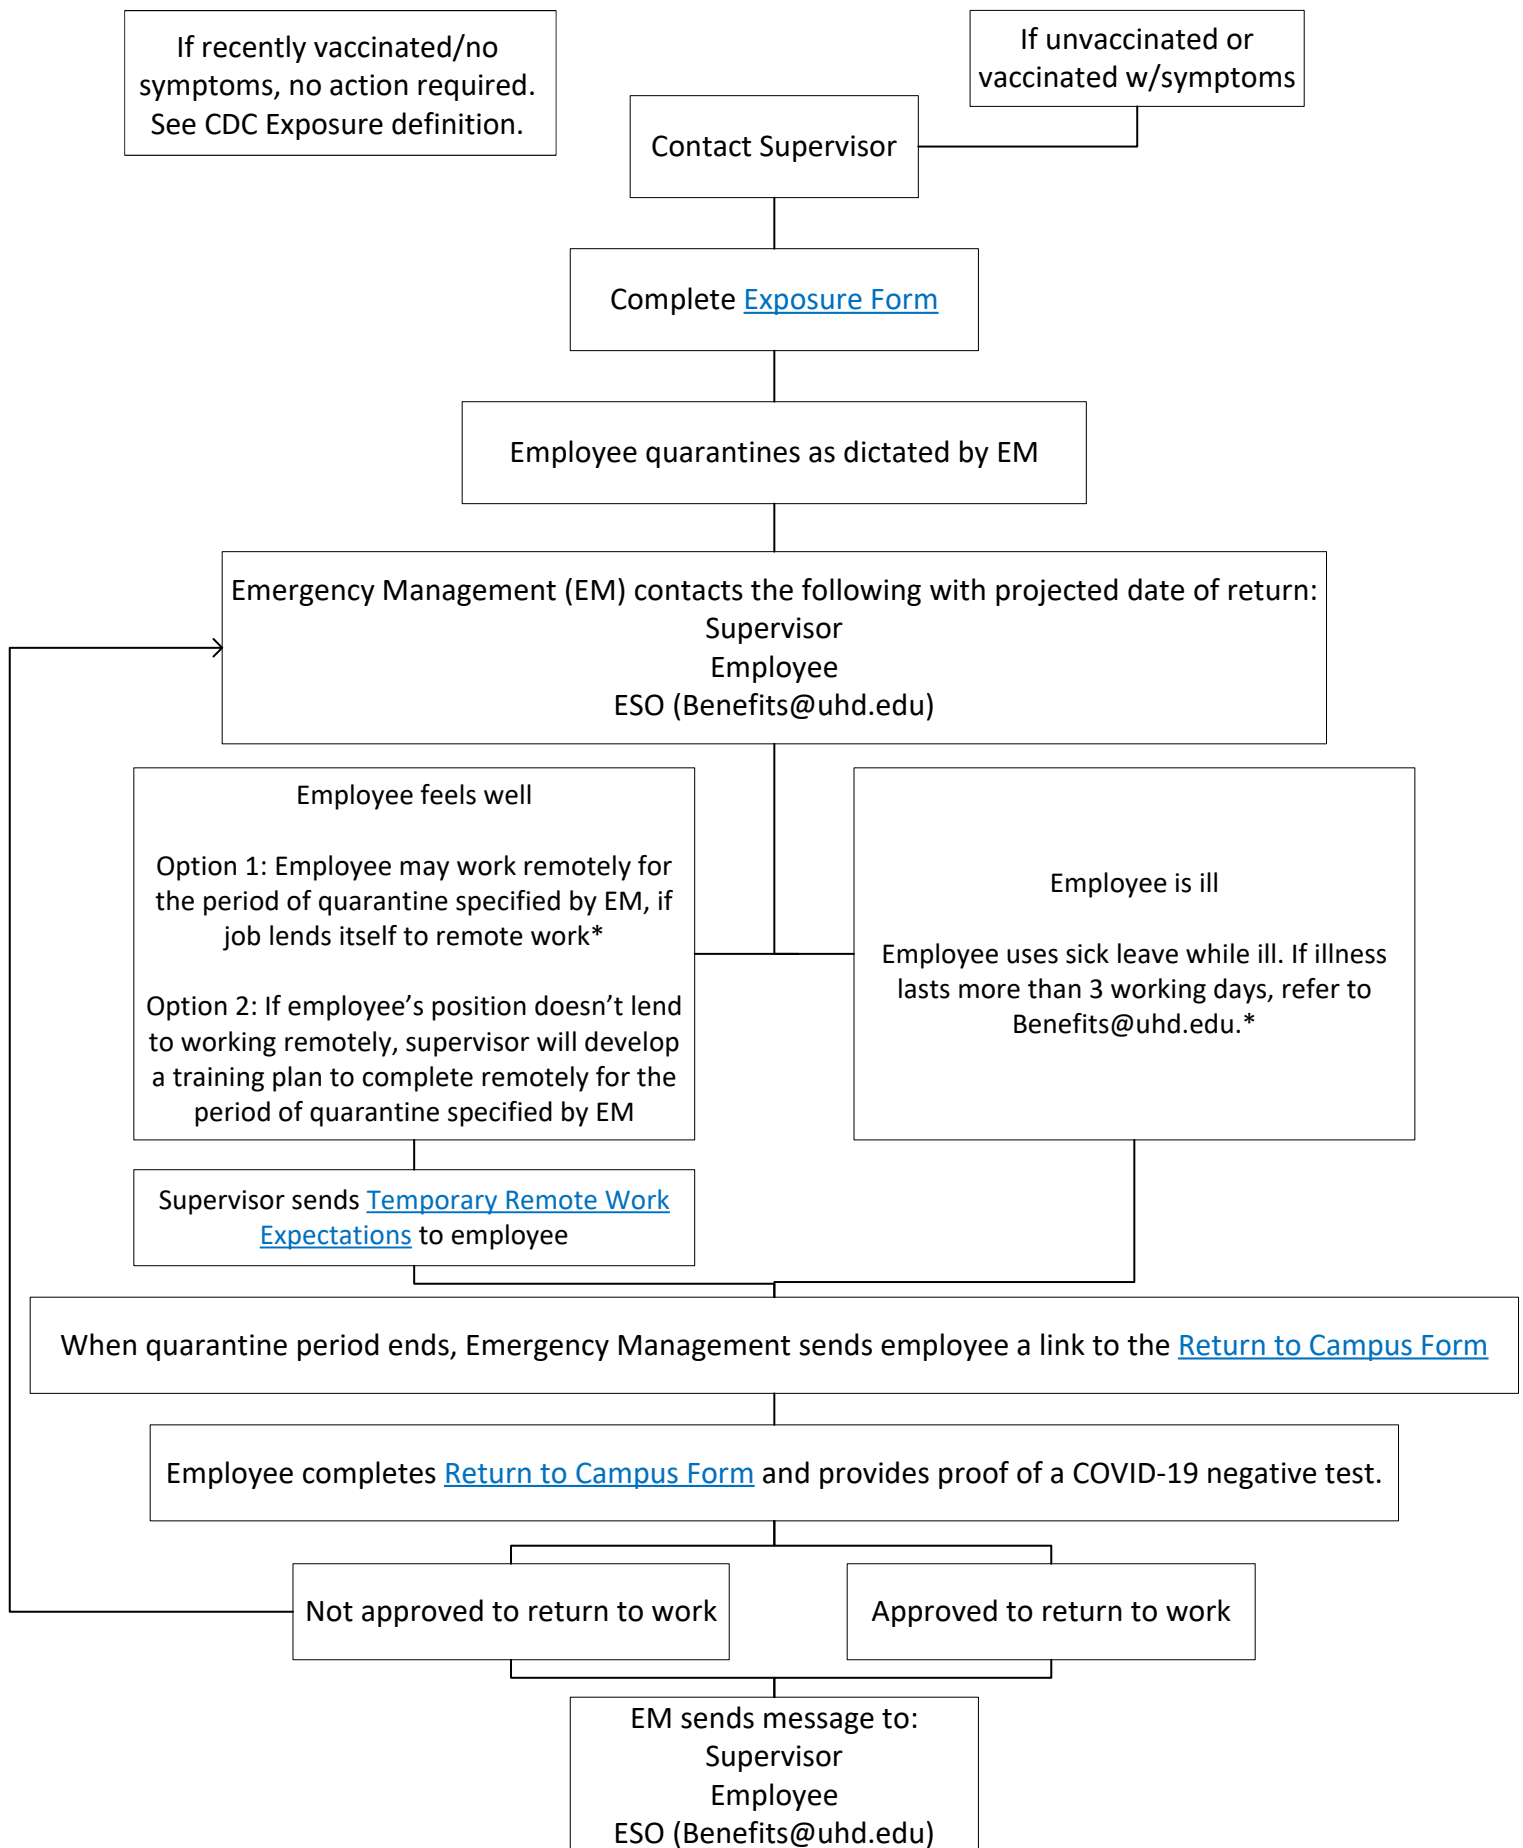 If recently vaccinated/no
symptoms, no action required.
See CDC Exposure definition.
If unvaccinated or
vaccinated w/symptoms
Contact Supervisor
Complete Exposure Form
Employee quarantines as dictated by EM
Emergency Management (EM) contacts the following with projected date of return:
Supervisor
Employee
ESO (Benefits@uhd.edu)
Employee feels well
Option 1: Employee may work remotely for
the period of quarantine specified by EM, if
job lends itself to remote work*
Option 2: If employee’s position doesn’t lend
to working remotely, supervisor will develop
a training plan to complete remotely for the
period of quarantine specified by EM
Employee is ill
Employee uses sick leave while ill. If illness
lasts more than 3 working days, refer to
Benefits@uhd.edu.*
Supervisor sends Temporary Remote Work
Expectations to employee
When quarantine period ends, Emergency Management sends employee a link to the Return to Campus Form
Employee completes Return to Campus Form and provides proof of a COVID-19 negative test.
Not approved to return to work
Approved to return to work
EM sends message to:
Supervisor
Employee
ESO (Benefits@uhd.edu)